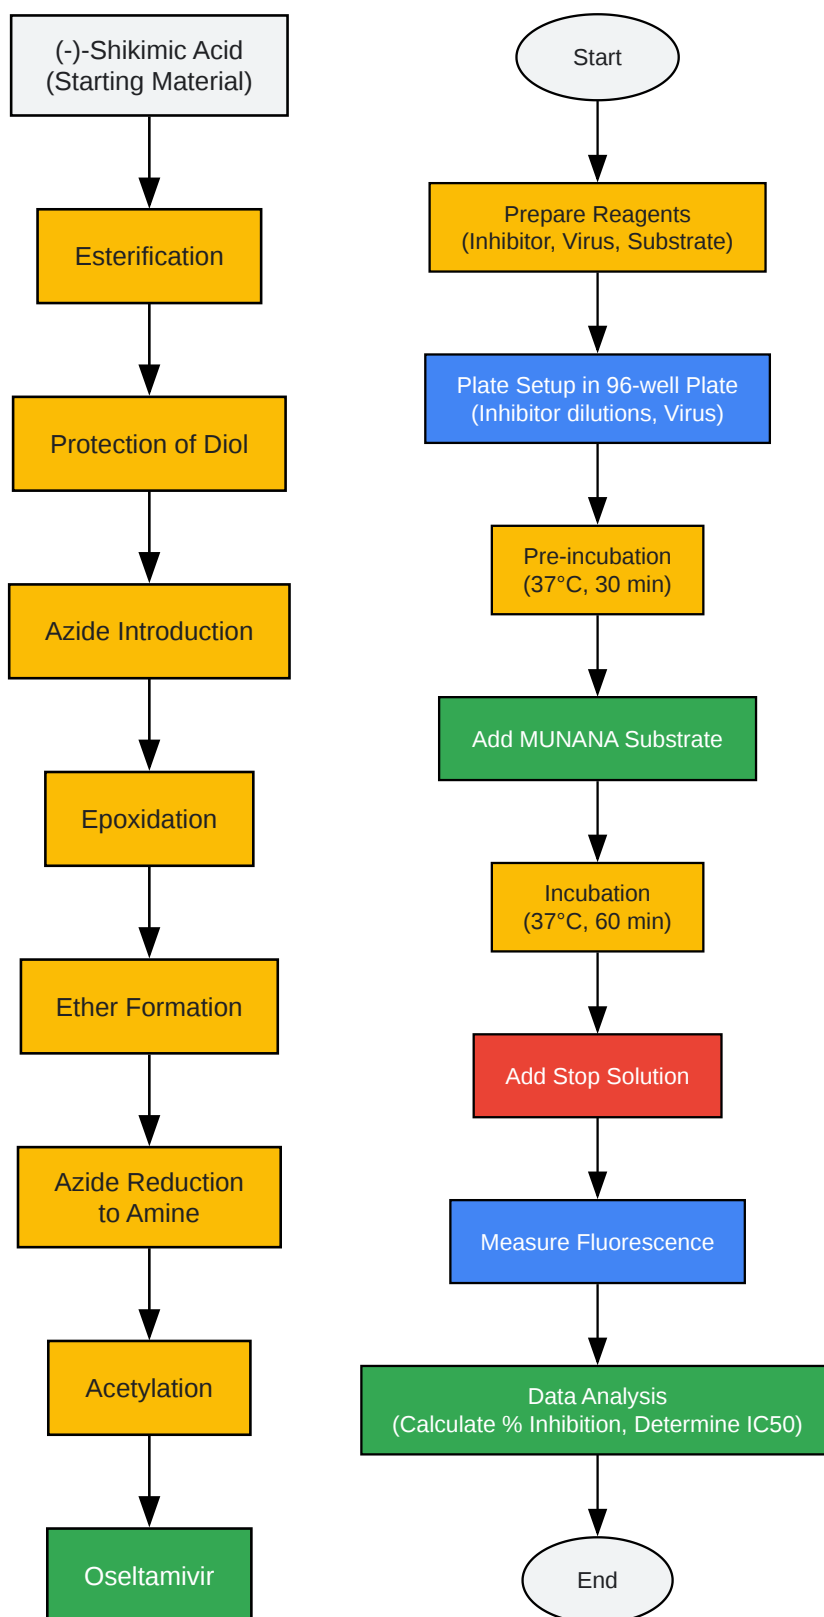 (-)-Shikimic Acid
(Starting Material)
Esterification
Protection of Diol
Azide Introduction
Epoxidation
Ether Formation
Azide Reduction
to Amine
Acetylation
Oseltamivir
Start
Prepare Reagents
(Inhibitor, Virus, Substrate)
Plate Setup in 96-well Plate
(Inhibitor dilutions, Virus)
Pre-incubation
(37°C, 30 min)
Add MUNANA Substrate
Incubation
(37°C, 60 min)
Add Stop Solution
Measure Fluorescence
Data Analysis
(Calculate % Inhibition, Determine IC50)
End